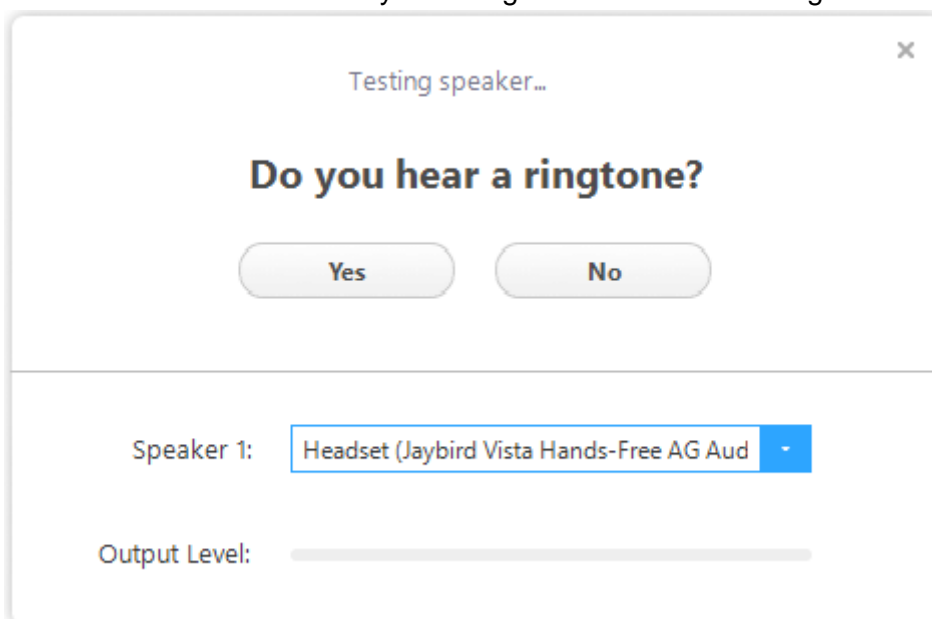 Testing speaker...
Do you hear a ringtone?
Yes
No
Speaker 1:
Headset (Jaybird Vista Hands-Free AG Aud
Output Level: